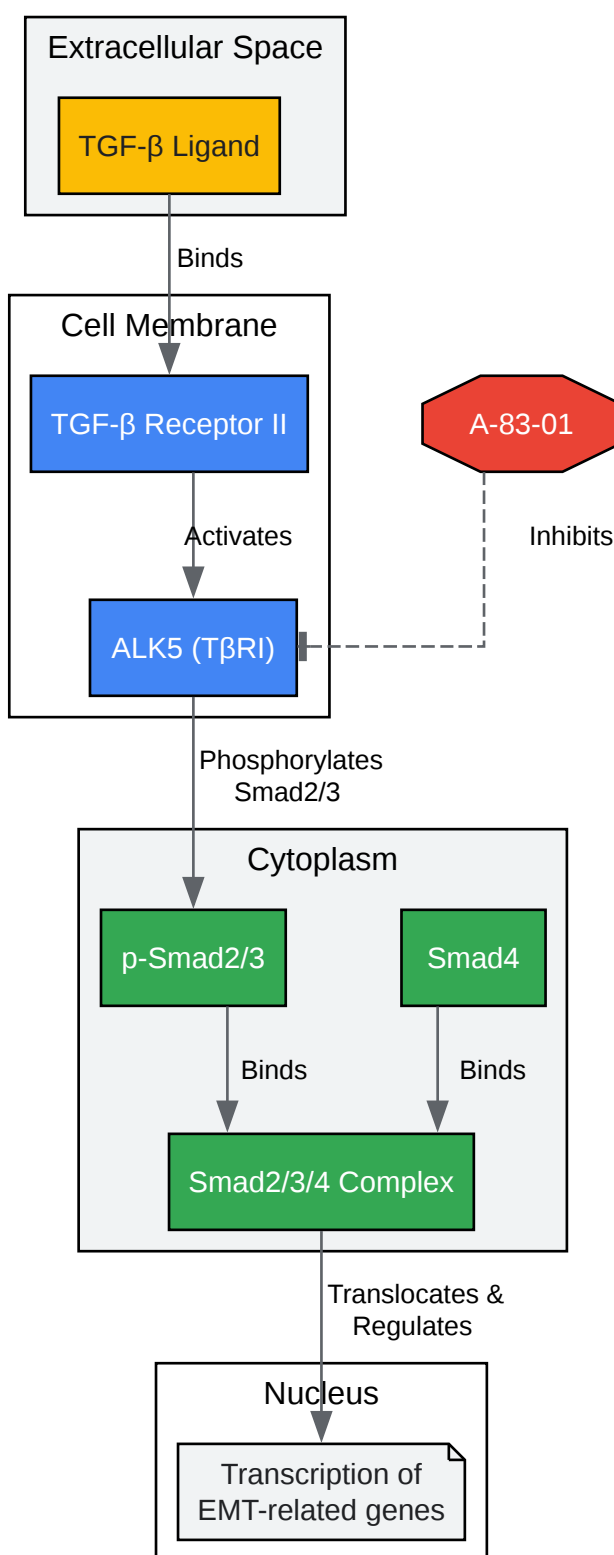 Extracellular Space
TGF-β Ligand
Binds
Cell Membrane
TGF-β Receptor II
A-83-01
Activates
Inhibits
ALK5 (TβRI)
Phosphorylates
Smad2/3
Cytoplasm
p-Smad2/3
Smad4
Binds
Binds
Smad2/3/4 Complex
Translocates &
Regulates
Nucleus
Transcription of
EMT-related genes